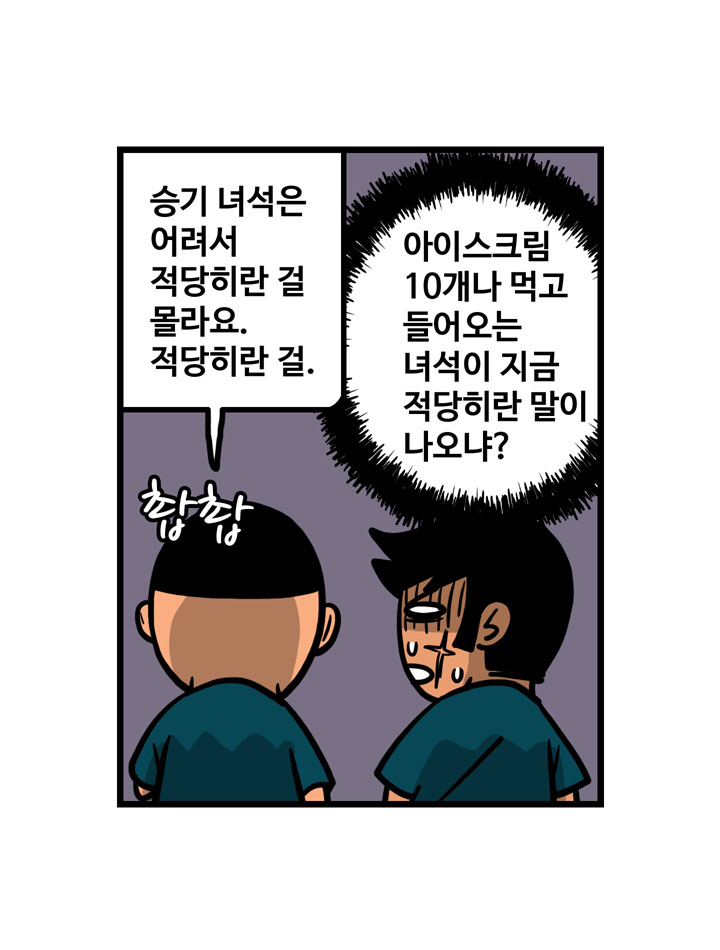 승기 녀석은
어려서
적당히란 걸
몰라요.
적당히란 걸.
아이스크림
10개나 먹고
들어오는
녀석이 지금
적당히란 말이
나오냐?
찹찹